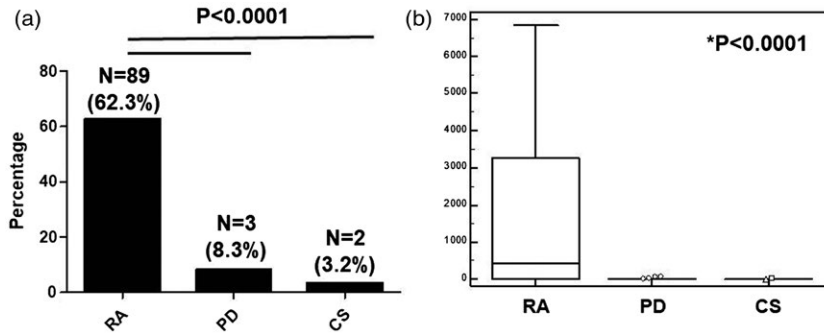 (a)
P<0.0001
N=89
(62.3%)
N=3
(8.3%)
N=2
(3.2%)
Percentage
80
60
40
20
0
RA
PD
CS
(b)
*P<0.0001
7000
6000
5000
4000
3000
2000
1000
0
RA
PD
CS